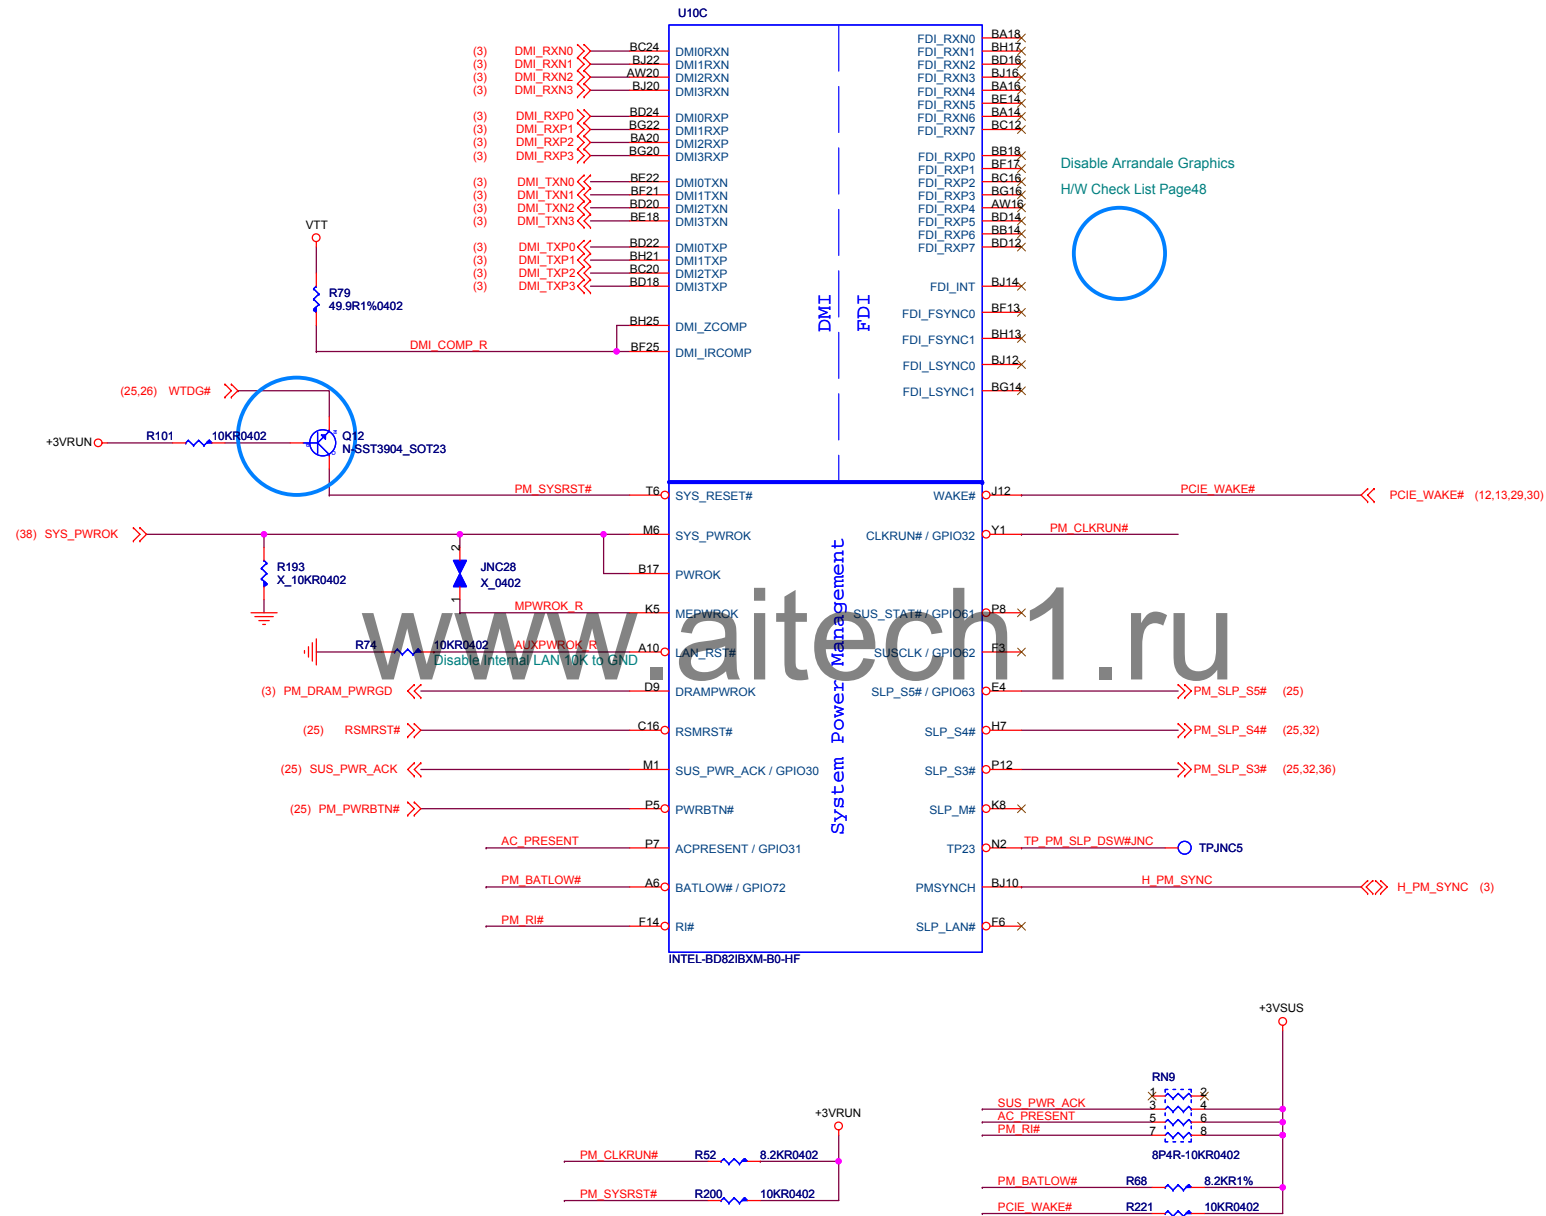 U10C
(3) DMI_RXN0 BC24 DMI0RXN
(3) DMI_RXN1 BJ22 DMI1RXN
(3) DMI_RXN2 AW20 DMI2RXN
(3) DMI_RXN3 BJ20 DMI3RXN
(3) DMI_RXP0 BD24 DMI0RXP
(3) DMI_RXP1 BG22 DMI1RXP
(3) DMI_RXP2 BA20 DMI2RXP
(3) DMI_RXP3 BG20 DMI3RXP
(3) DMI_TXN0 BE22 DMI0TXN
(3) DMI_TXN1 BF21 DMI1TXN
(3) DMI_TXN2 BD20 DMI2TXN
(3) DMI_TXN3 BE18 DMI3TXN
(3) DMI_TXP0 BD22 DMI0TXP
(3) DMI_TXP1 BH21 DMI1TXP
(3) DMI_TXP2 BC20 DMI2TXP
(3) DMI_TXP3 BD18 DMI3TXP
FDI_RXN0 BA18
FDI_RXN1 BH17
FDI_RXN2 BD16
FDI_RXN3 BJ16
FDI_RXN4 BA16
FDI_RXN5 BE14
FDI_RXN6 BA14
FDI_RXN7 BC12
FDI_RXP0 BB18
FDI_RXP1 BF17
FDI_RXP2 BC16
FDI_RXP3 BG16
FDI_RXP4 AW16
FDI_RXP5 BD14
FDI_RXP6 BB14
FDI_RXP7 BD12
FDI_INT BJ14
FDI_FSYNC0 BF13
FDI_FSYNC1 BH13
FDI_LSYNC0 BJ12
FDI_LSYNC1 BG14
Disable Arrandale Graphics
H/W Check List Page48
DMI
FDI
VTT
R79
49.9R1%0402
BH25 DMI_ZCOMP
DMI_COMP_R BF25 DMI_IRCOMP
(25,26) WTDG#
+3VRUN R101 10KR0402 Q12
N-SST3904_SOT23
PM_SYSRST# T6 SYS_RESET#
(38) SYS_PWROK M6 SYS_PWROK
R193
X_10KR0402
2 JNC28
X_0402
1
B17 PWROK
MPWROK_R K5 MEPWROK
R74 10KR0402 AUXPWROK_R A10 LAN_RST#
Disable Internal LAN 10K to GND
(3) PM_DRAM_PWRGD D9 DRAMPWROK
(25) RSMRST# C16 RSMRST#
(25) SUS_PWR_ACK M1 SUS_PWR_ACK / GPIO30
(25) PM_PWRBTN# P5 PWRBTN#
AC_PRESENT P7 ACPRESENT / GPIO31
PM_BATLOW# A6 BATLOW# / GPIO72
PM_RI# F14 RI#
System Power Management
WAKE# J12 PCIE_WAKE# PCIE_WAKE# (12,13,29,30)
CLKRUN# / GPIO32 Y1 PM_CLKRUN#
SUS_STAT# / GPIO61 P8
SUSCLK / GPIO62 F3
SLP_S5# / GPIO63 E4 PM_SLP_S5# (25)
SLP_S4# H7 PM_SLP_S4# (25,32)
SLP_S3# P12 PM_SLP_S3# (25,32,36)
SLP_M# K8
TP23 N2 TP_PM_SLP_DSW#JNC TPJNC5
PMSYNCH BJ10 H_PM_SYNC H_PM_SYNC (3)
SLP_LAN# F6
INTEL-BD82IBXM-B0-HF
www.aitech1.ru
+3VRUN
PM_CLKRUN# R52 8.2KR0402
PM_SYSRST# R200 10KR0402
+3VSUS
RN9
1 2
SUS_PWR_ACK 3 4
AC_PRESENT 5 6
PM_RI# 7 8
8P4R-10KR0402
PM_BATLOW# R68 8.2KR1%
PCIE_WAKE# R221 10KR0402